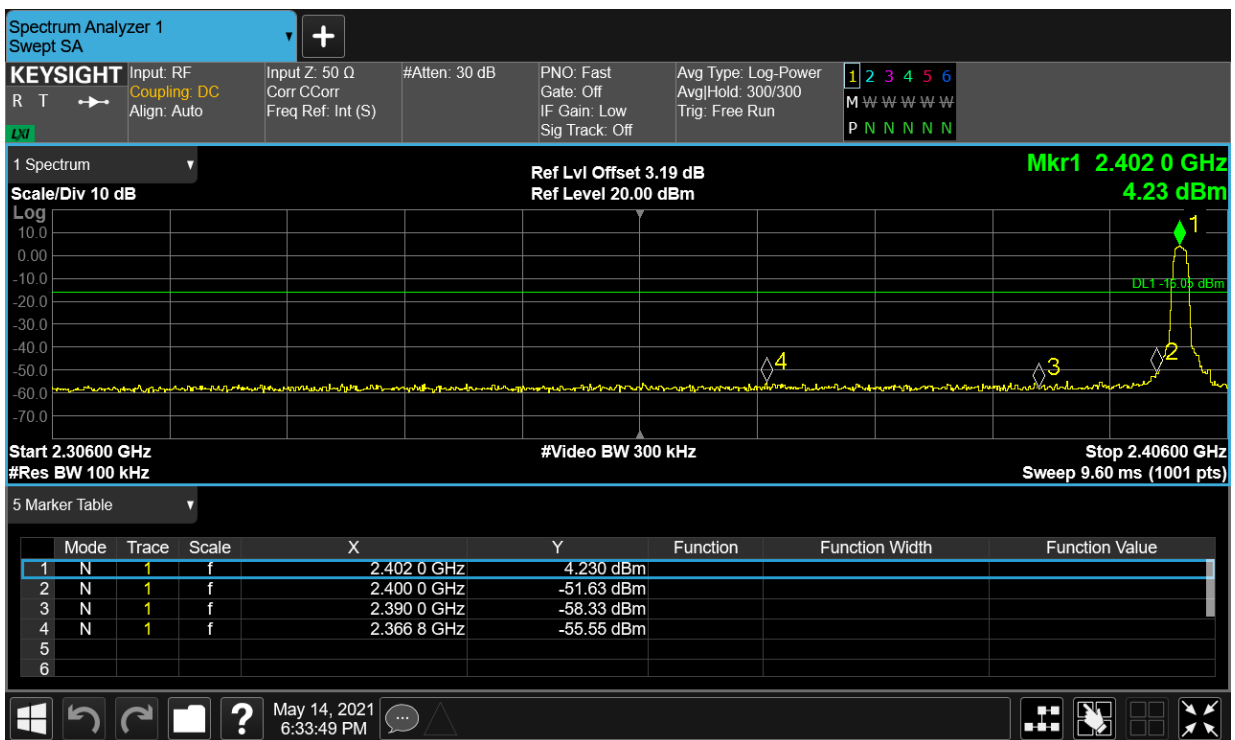 Spectrum Analyzer 1
Swept SA
KEYSIGHT
R T
LXI
Input: RF
Coupling: DC
Align: Auto
Input Z: 50 Ω
Corr CCorr
Freq Ref: Int (S)
#Atten: 30 dB
PNO: Fast
Gate: Off
IF Gain: Low
Sig Track: Off
Avg Type: Log-Power
Avg|Hold: 300/300
Trig: Free Run
1 2 3 4 5 6
M W W W W W
P N N N N N
1 Spectrum
Scale/Div 10 dB
Ref Lvl Offset 3.19 dB
Ref Level 20.00 dBm
Mkr1 2.402 0 GHz
4.23 dBm
Log
10.0
0.00
-10.0
-20.0
-30.0
-40.0
-50.0
-60.0
-70.0
1
DL1 -16.05 dBm
4
3
2
Start 2.30600 GHz
#Video BW 300 kHz
Stop 2.40600 GHz
#Res BW 100 kHz
Sweep 9.60 ms (1001 pts)
5 Marker Table
Mode Trace Scale X Y Function Function Width Function Value
1 N 1 f 2.402 0 GHz 4.230 dBm
2 N 1 f 2.400 0 GHz -51.63 dBm
3 N 1 f 2.390 0 GHz -58.33 dBm
4 N 1 f 2.366 8 GHz -55.55 dBm
5
6
?
May 14, 2021
6:33:49 PM